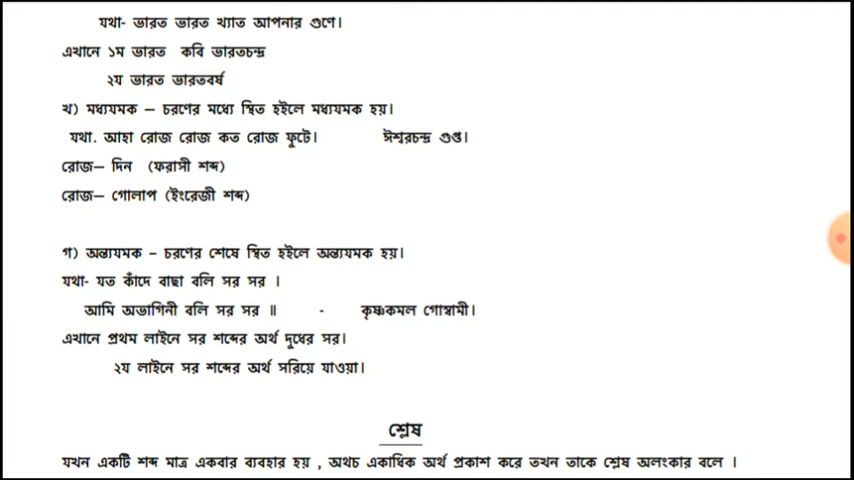 যথা- ভারত ভারত খ্যাত আপনার গুণে।
এখানে ১ম ভারত কবি ভারতচন্দ্র
২য ভারত ভারতবর্ষ
খ) মধ্যযমক – চরণের মধ্যে স্থিত হইলে মধ্যযমক হয়।
যথা. আহা রোজ রোজ কত রোজ ফুটে। ঈশ্বরচন্দ্র গুপ্ত।
রোজ– দিন (ফরাসী শব্দ)
রোজ– গোলাপ (ইংরেজী শব্দ)
গ) অন্ত্যযমক – চরণের শেষে স্থিত হইলে অন্ত্যযমক হয়।
যথা- যত কাঁদে বাছা বলি সর সর ।
আমি অভাগিনী বলি সর সর ॥ - কৃষ্ণকমল গোস্বামী।
এখানে প্রথম লাইনে সর শব্দের অর্থ দুধের সর।
২য লাইনে সর শব্দের অর্থ সরিয়ে যাওয়া।
শ্লেষ
যখন একটি শব্দ মাত্র একবার ব্যবহার হয় , অথচ একাধিক অর্থ প্রকাশ করে তখন তাকে শ্লেষ অলংকার বলে ।